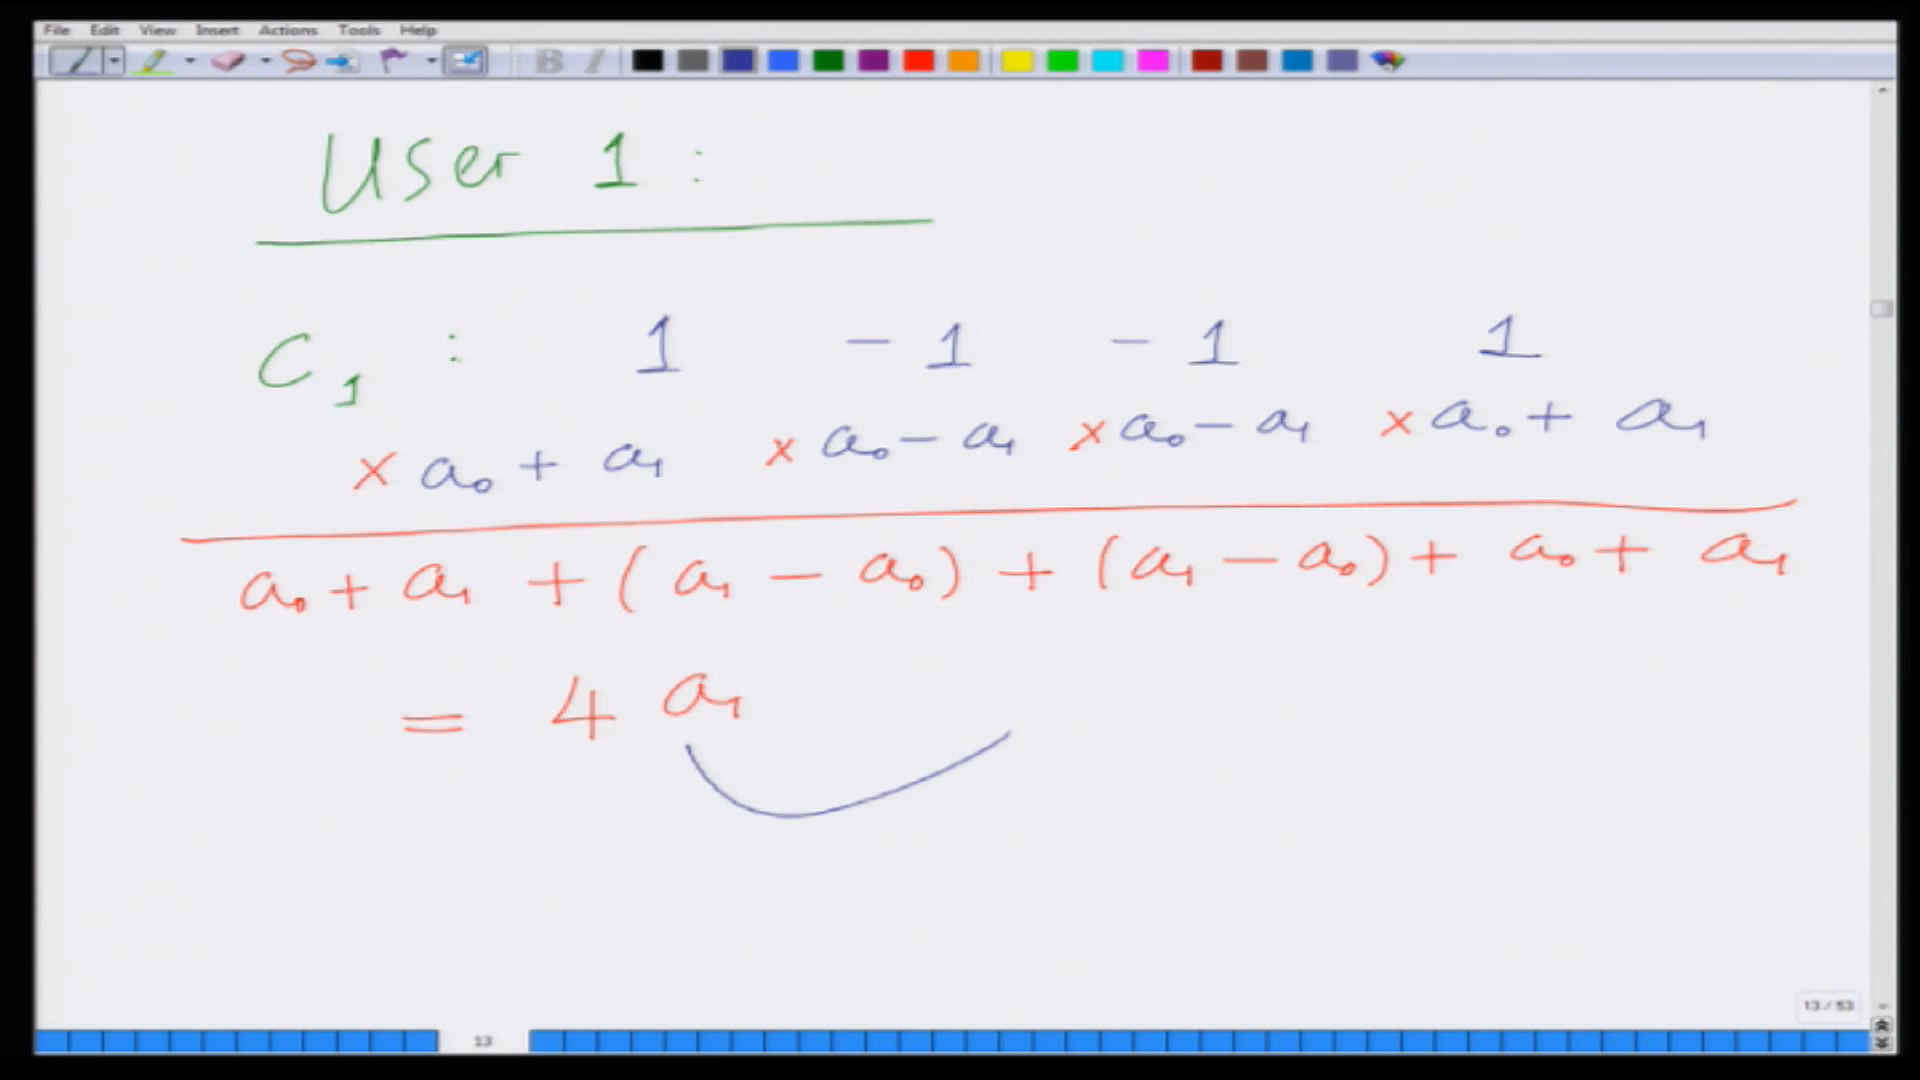 File Edit View Insert Actions Tools Help
B I
User 1 :
C₁ : 1 - 1 - 1 1
× a₀ + a₁ × a₀ - a₁ × a₀ - a₁ × a₀ + a₁
a₀ + a₁ + ( a₁ - a₀ ) + ( a₁ - a₀ ) + a₀ + a₁
= 4 a₁
13 / 53
13